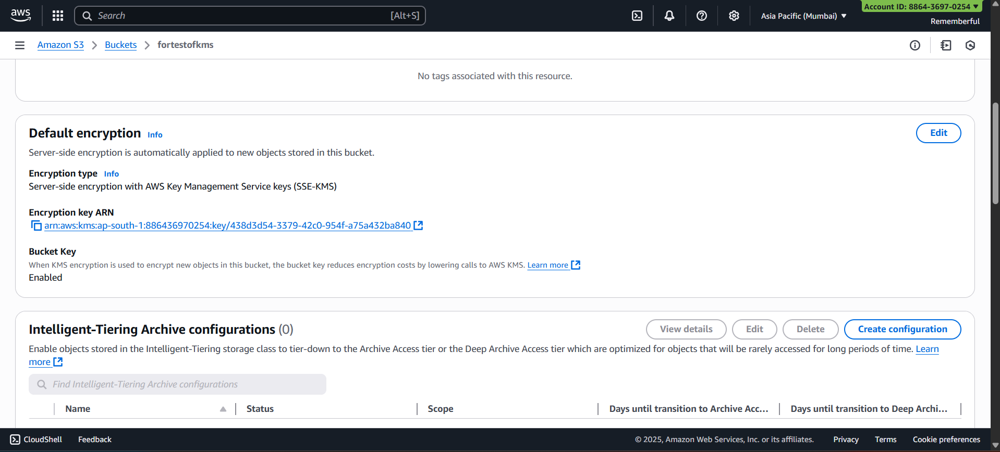 aws
Search
[Alt+S]
Asia Pacific (Mumbai) ▼
Account ID: 8864-3697-0254 ▼
Rememberful
Amazon S3 > Buckets > fortestofkms
No tags associated with this resource.
Default encryption Info
Edit
Server-side encryption is automatically applied to new objects stored in this bucket.
Encryption type Info
Server-side encryption with AWS Key Management Service keys (SSE-KMS)
Encryption key ARN
arn:aws:kms:ap-south-1:886436970254:key/438d3d54-3379-42c0-954f-a75a432ba840
Bucket Key
When KMS encryption is used to encrypt new objects in this bucket, the bucket key reduces encryption costs by lowering calls to AWS KMS. Learn more
Enabled
Intelligent-Tiering Archive configurations (0)
View details
Edit
Delete
Create configuration
Enable objects stored in the Intelligent-Tiering storage class to tier-down to the Archive Access tier or the Deep Archive Access tier which are optimized for objects that will be rarely accessed for long periods of time. Learn
more
Find Intelligent-Tiering Archive configurations
Name
Status
Scope
Days until transition to Archive Acc...
Days until transition to Deep Archi...
CloudShell
Feedback
© 2025, Amazon Web Services, Inc. or its affiliates.
Privacy
Terms
Cookie preferences